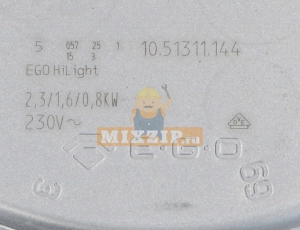 5 057 25 1 10.51311.144
15 3
EGO HiLight
2,3/1,6/0,8KW
230V~
MIXZIP.ru
E·G·O
69
3